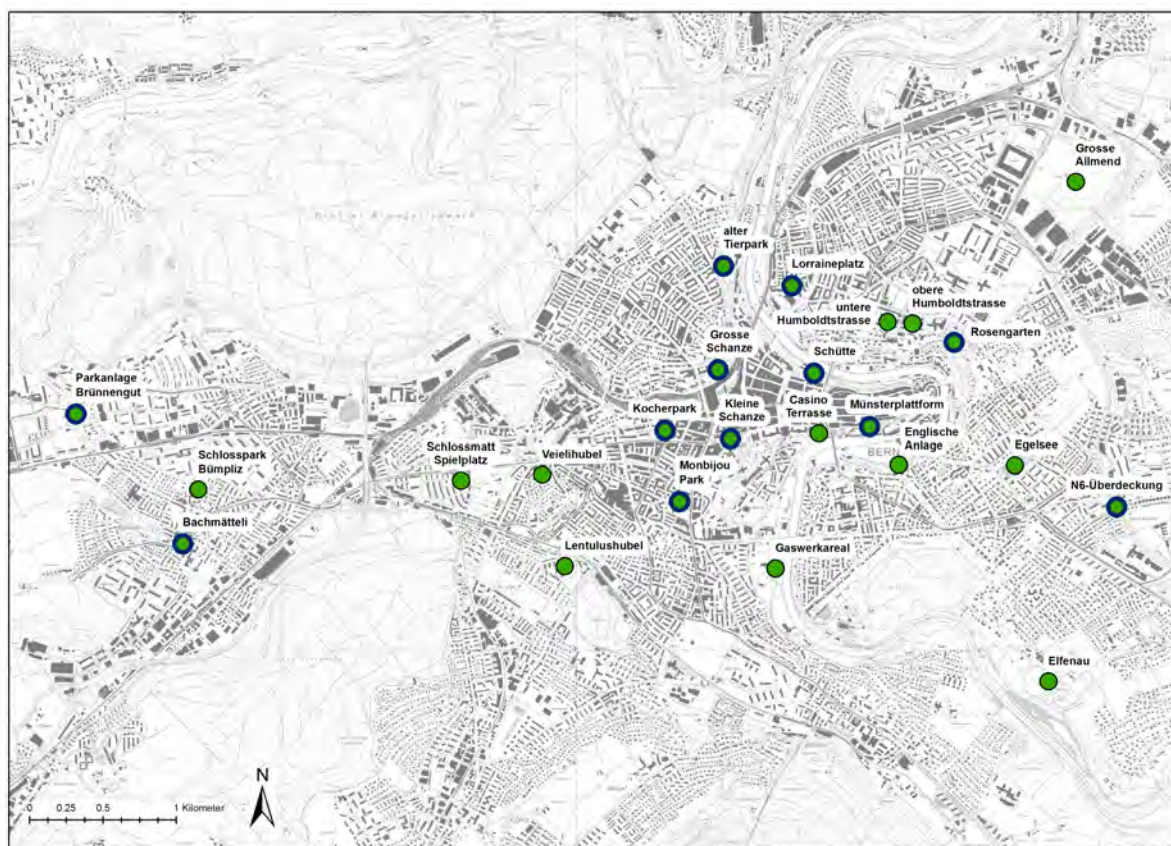 Grosse
Allmend
alter
Tierpark
Lorraineplatz
obere
Humboldtstrasse
untere
Humboldtstrasse
Rosengarten
Grosse
Schanze
Schütte
Parkanlage
Brünnengut
Kocherpark
Kleine
Schanze
Casino
Terrasse
Münsterplattform
Englische
Anlage
BERN
Egelsee
Schlosspark
Bümpliz
Schlossmatt
Spielplatz
Veielihubel
Monbijou
Park
N6-Überdeckung
Bachmätteli
Lentulushubel
Gaswerkareal
Elfenau
N
0 0.25 0.5 1 Kilometer